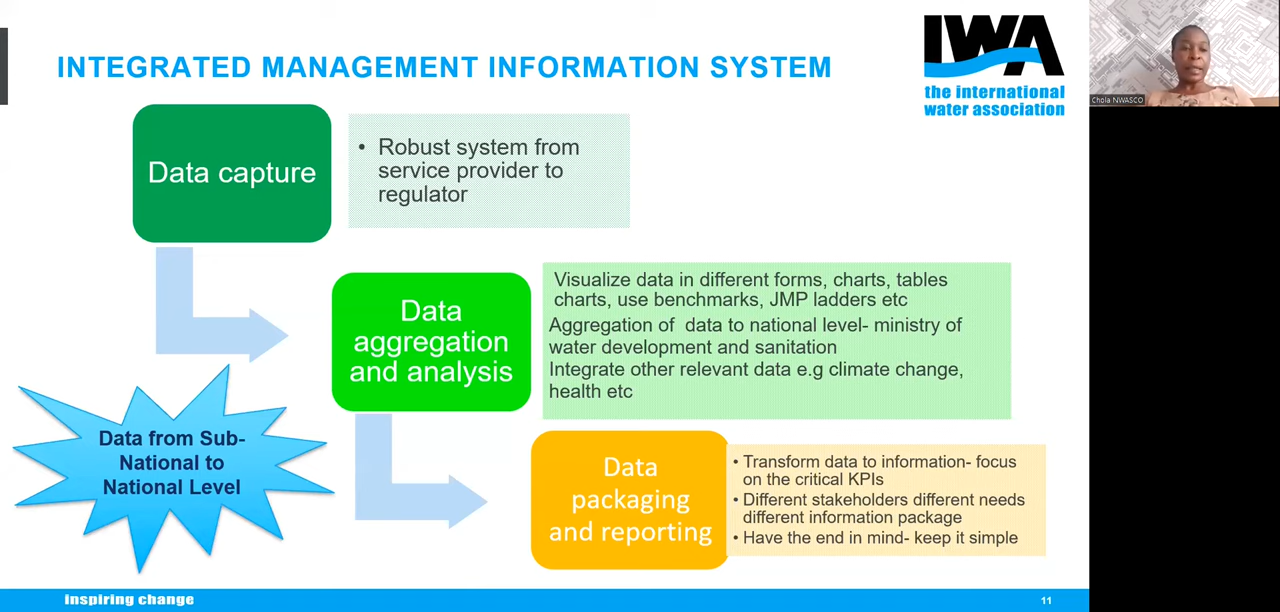 INTEGRATED MANAGEMENT INFORMATION SYSTEM
IWA
the international
water association
Chola NWASCO
Data capture
• Robust system from
service provider to
regulator
Data
aggregation
and analysis
Visualize data in different forms, charts, tables
charts, use benchmarks, JMP ladders etc
Aggregation of data to national level- ministry of
water development and sanitation
Integrate other relevant data e.g climate change,
health etc
Data from Sub-
National to
National Level
Data
packaging
and reporting
• Transform data to information- focus
on the critical KPIs
• Different stakeholders different needs
different information package
• Have the end in mind- keep it simple
inspiring change
11